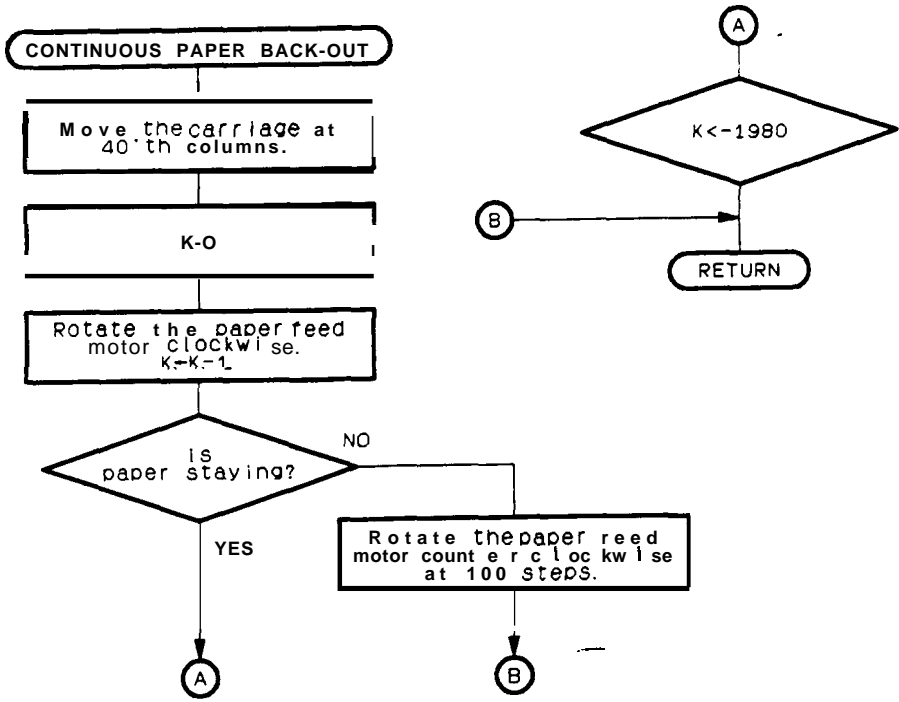 CONTINUOUS PAPER BACK-OUT
Move the carriage at
40'th columns.
K-O
Rotate the paper feed
motor clockwise.
K←K-1
Is
paper staying?
NO
YES
Rotate the paper reed
motor counterclockwise
at 100 steps.
A
B
A
K<-1980
B
RETURN